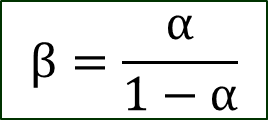 β = α / (1 − α)